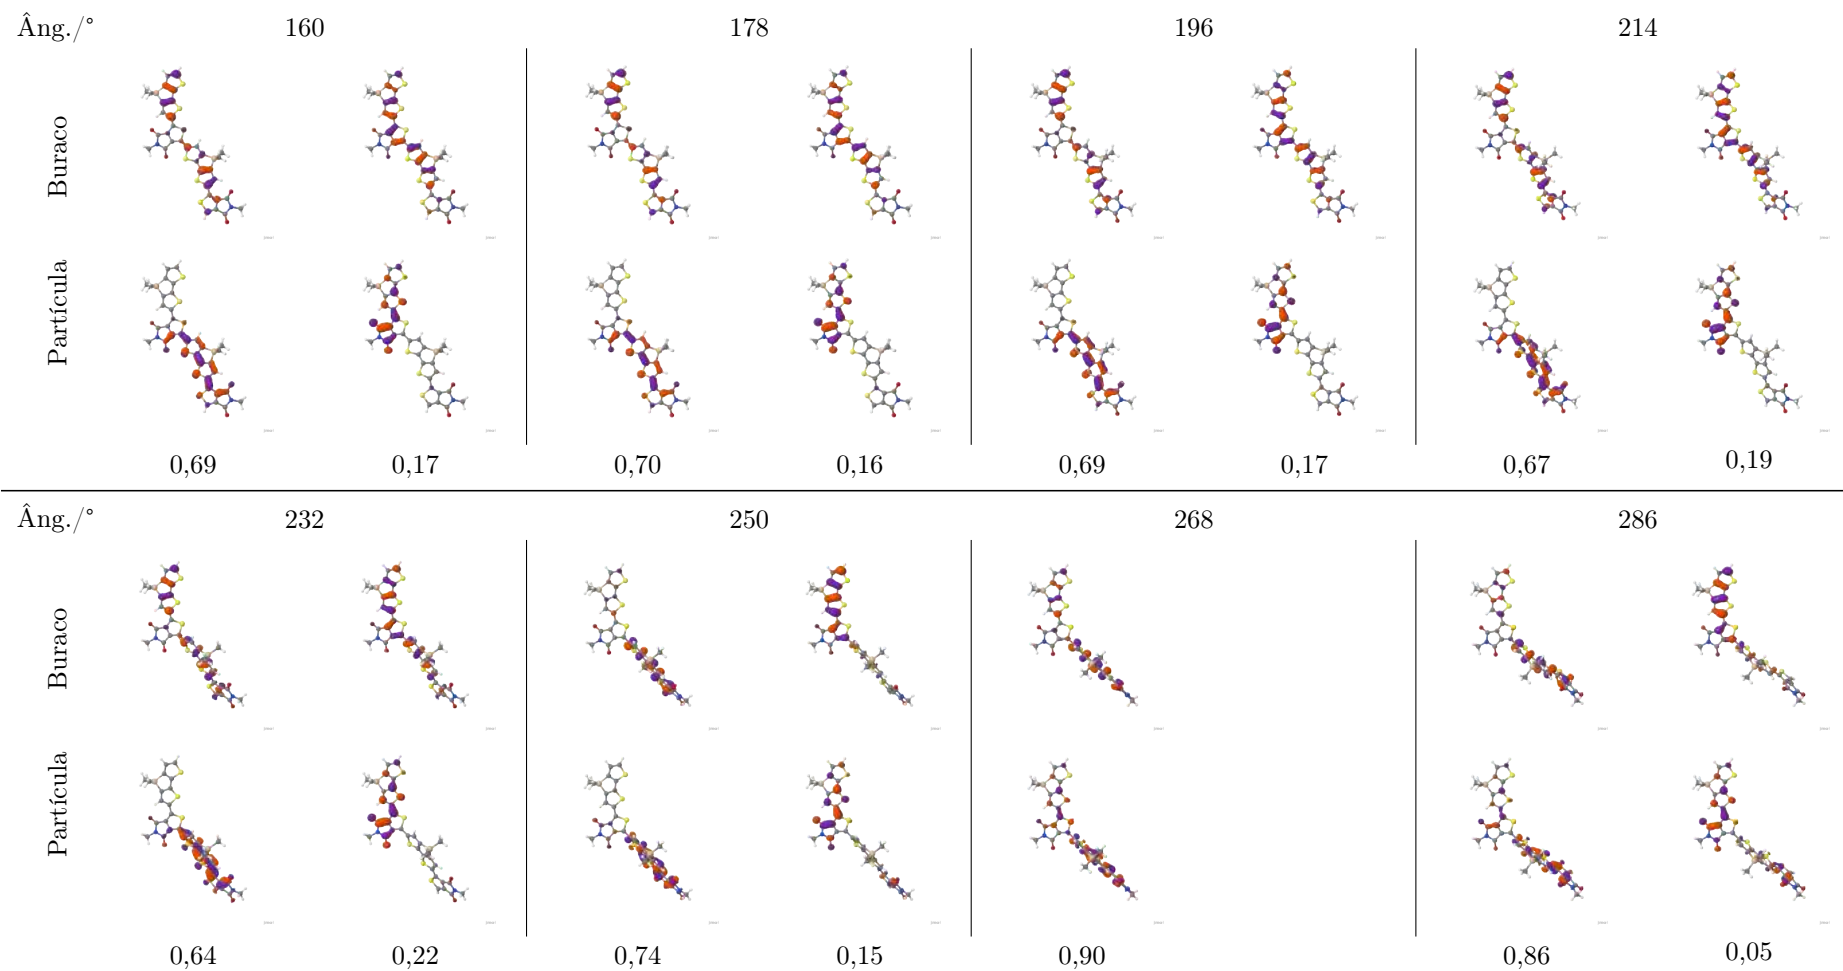 Âng./° 160 178 196 214
Buraco
Partícula
0,69 0,17 0,70 0,16 0,69 0,17 0,67 0,19
Âng./° 232 250 268 286
Buraco
Partícula
0,64 0,22 0,74 0,15 0,90 0,86 0,05